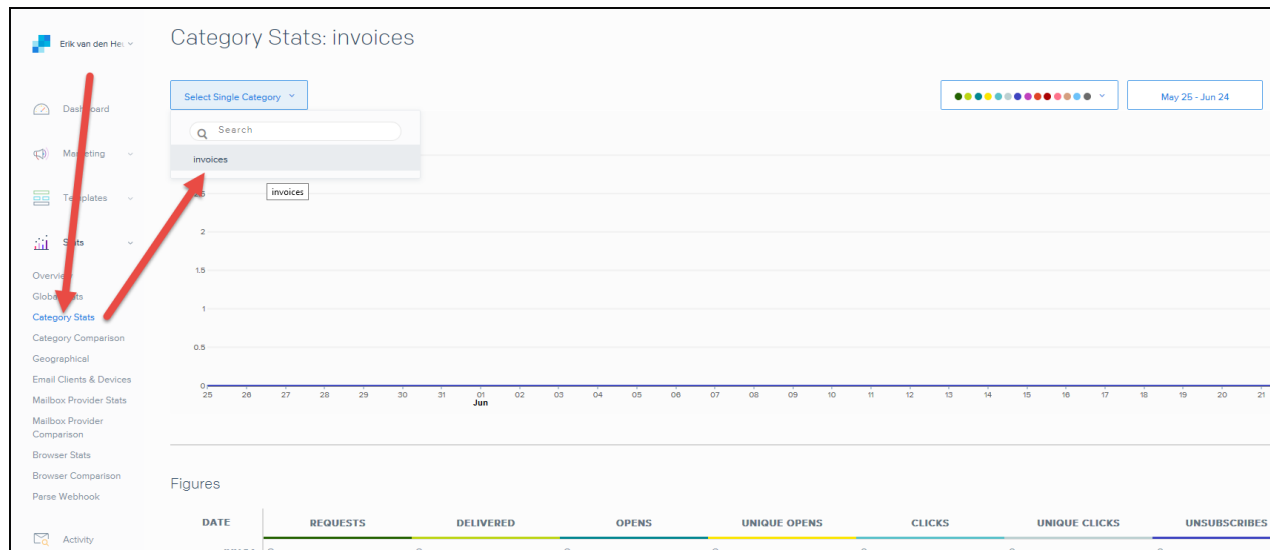 Erik van den He
Category Stats: invoices
Select Single Category
May 25 - Jun 24
Search
invoices
invoices
Dashboard
Marketing
Templates
Stats
Overview
Global Stats
Category Stats
Category Comparison
Geographical
Email Clients & Devices
Mailbox Provider Stats
Mailbox Provider
Comparison
Browser Stats
Browser Comparison
Parse Webhook
Activity
2
1.5
1
0.5
0
25 26 27 28 29 30 31 01 02 03 04 05 06 07 08 09 10 11 12 13 14 15 16 17 18 19 20 21
Jun
Figures
DATE REQUESTS DELIVERED OPENS UNIQUE OPENS CLICKS UNIQUE CLICKS UNSUBSCRIBES